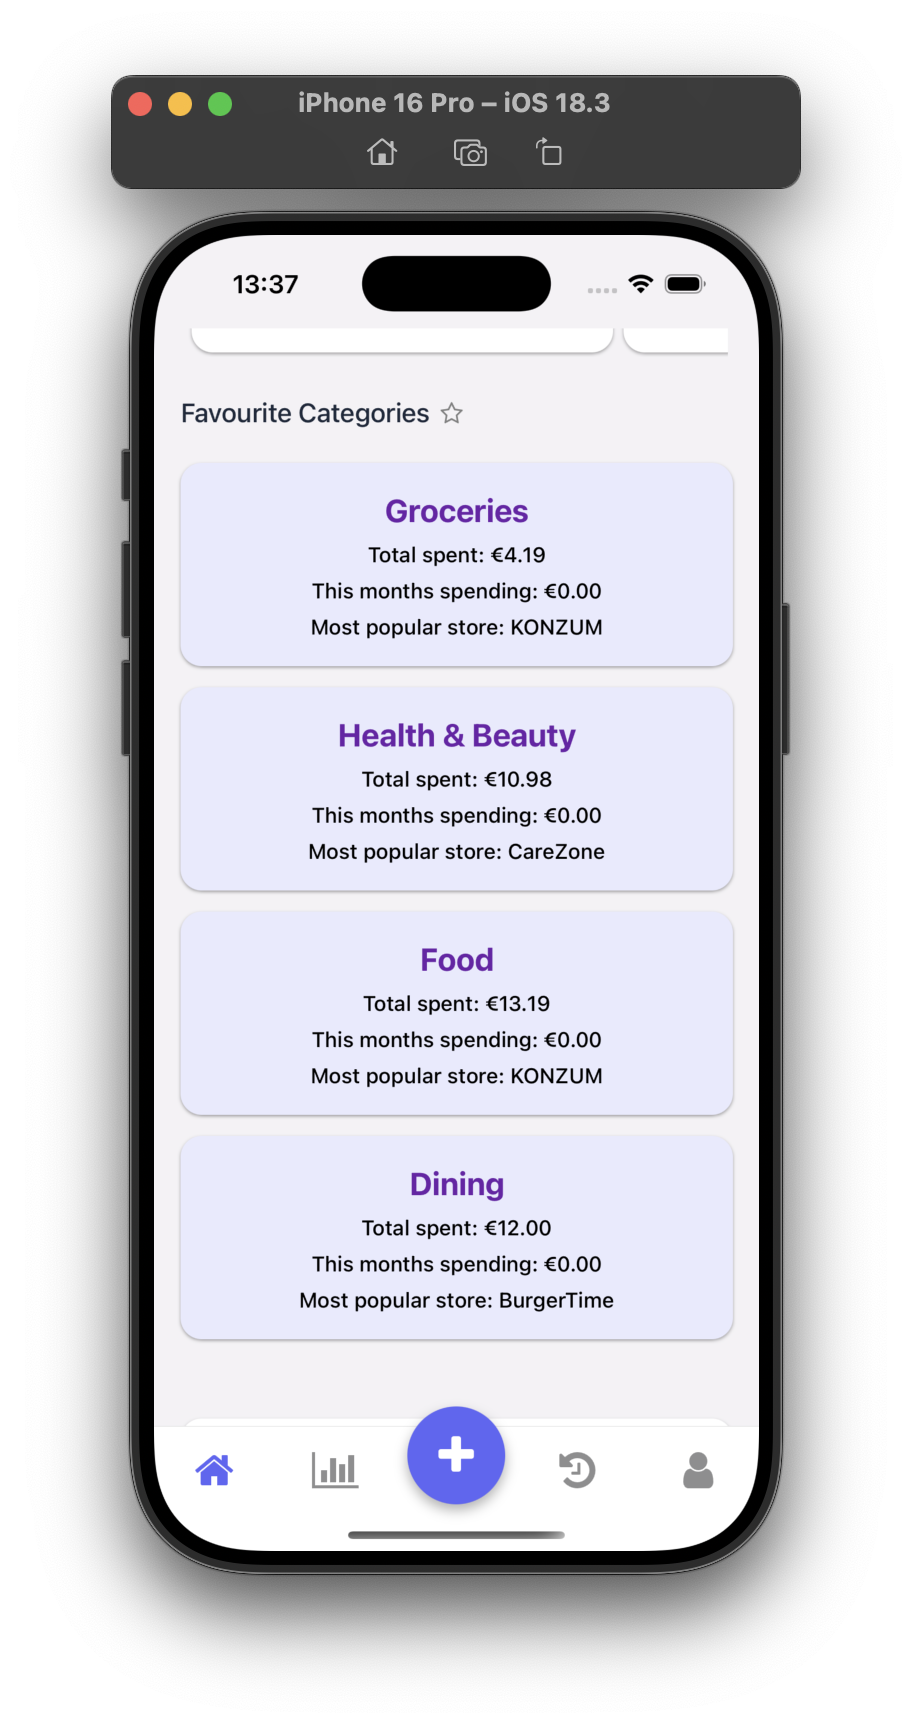 iPhone 16 Pro – iOS 18.3
13:37
Favourite Categories
Groceries
Total spent: €4.19
This months spending: €0.00
Most popular store: KONZUM
Health & Beauty
Total spent: €10.98
This months spending: €0.00
Most popular store: CareZone
Food
Total spent: €13.19
This months spending: €0.00
Most popular store: KONZUM
Dining
Total spent: €12.00
This months spending: €0.00
Most popular store: BurgerTime